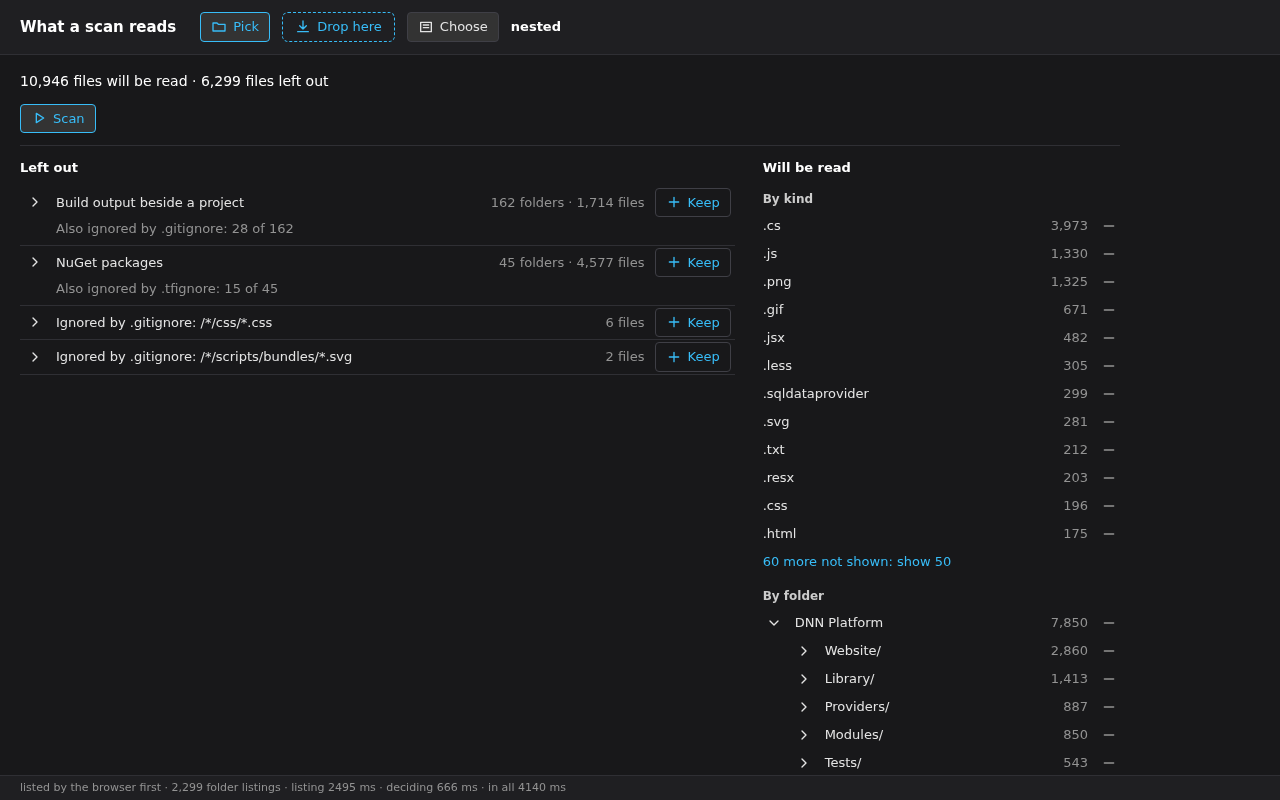 What a scan reads
Pick
Drop here
Choose
nested
10,946 files will be read · 6,299 files left out
Scan
Left out
Build output beside a project 162 folders · 1,714 files Keep
Also ignored by .gitignore: 28 of 162
NuGet packages 45 folders · 4,577 files Keep
Also ignored by .tfignore: 15 of 45
Ignored by .gitignore: /*/css/*.css 6 files Keep
Ignored by .gitignore: /*/scripts/bundles/*.svg 2 files Keep
Will be read
By kind
.cs 3,973
.js 1,330
.png 1,325
.gif 671
.jsx 482
.less 305
.sqldataprovider 299
.svg 281
.txt 212
.resx 203
.css 196
.html 175
60 more not shown: show 50
By folder
DNN Platform 7,850
Website/ 2,860
Library/ 1,413
Providers/ 887
Modules/ 850
Tests/ 543
listed by the browser first · 2,299 folder listings · listing 2495 ms · deciding 666 ms · in all 4140 ms